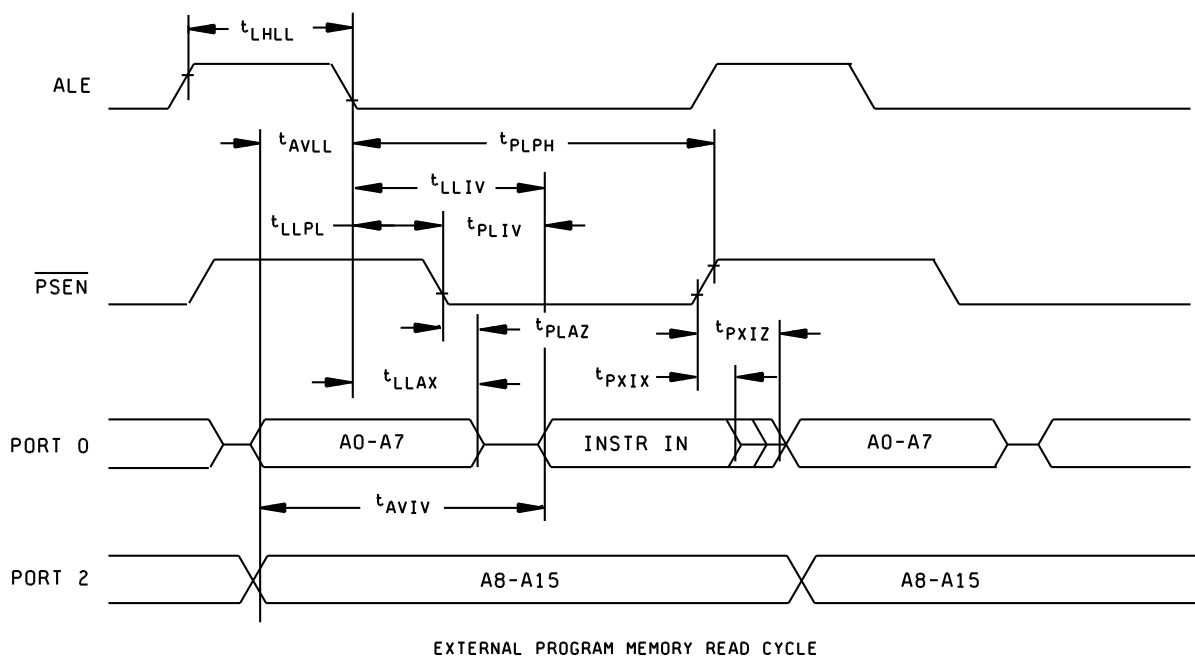 tLHLL
ALE
tAVLL
tPLPH
tLLIV
tLLPL
tPLIV
PSEN
tPLAZ
tPXIZ
tLLAX
tPXIX
PORT 0
A0-A7
INSTR IN
A0-A7
tAVIV
PORT 2
A8-A15
A8-A15
EXTERNAL PROGRAM MEMORY READ CYCLE